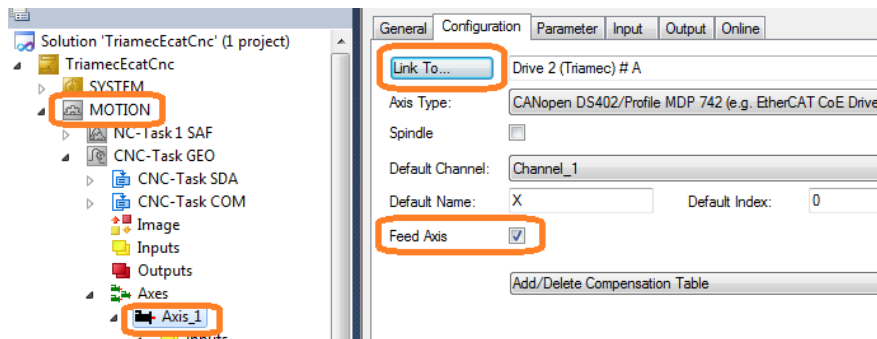 Solution 'TriamecEcatCnc' (1 project)
TriamecEcatCnc
SYSTEM
MOTION
NC-Task 1 SAF
CNC-Task GEO
CNC-Task SDA
CNC-Task COM
Image
Inputs
Outputs
Axes
Axis_1
Inputs
General Configuration Parameter Input Output Online
Link To... Drive 2 (Triamec) # A
Axis Type: CANopen DS402/Profile MDP 742 (e.g. EtherCAT CoE Drive
Spindle
Default Channel: Channel_1
Default Name: X Default Index: 0
Feed Axis
Add/Delete Compensation Table